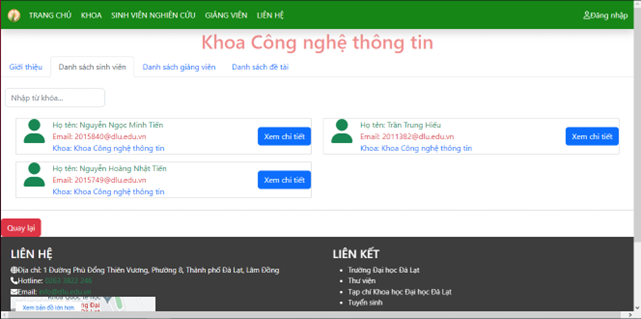 TRANG CHỦ KHOA SINH VIÊN NGHIÊN CỨU GIẢNG VIÊN LIÊN HỆ Đăng nhập
Khoa Công nghệ thông tin
Giới thiệu Danh sách sinh viên Danh sách giảng viên Danh sách đề tài
Nhập từ khóa...
Họ tên: Nguyễn Ngọc Minh Tiến
Email: 2015840@dlu.edu.vn
Khoa: Khoa Công nghệ thông tin
Xem chi tiết
Họ tên: Trần Trung Hiếu
Email: 2011382@dlu.edu.vn
Khoa: Khoa Công nghệ thông tin
Xem chi tiết
Họ tên: Nguyễn Hoàng Nhật Tiến
Email: 2015749@dlu.edu.vn
Khoa: Khoa Công nghệ thông tin
Xem chi tiết
Quay lại
LIÊN HỆ
Địa chỉ: 1 Đường Phù Đổng Thiên Vương, Phường 8, Thành phố Đà Lạt, Lâm Đồng
Hotline: 0263 3822 246
Email: info@dlu.edu.vn
Xem bản đồ lớn hơn
LIÊN KẾT
Trường Đại học Đà Lạt
Thư viện
Tạp chí Khoa học Đại học Đà Lạt
Tuyển sinh